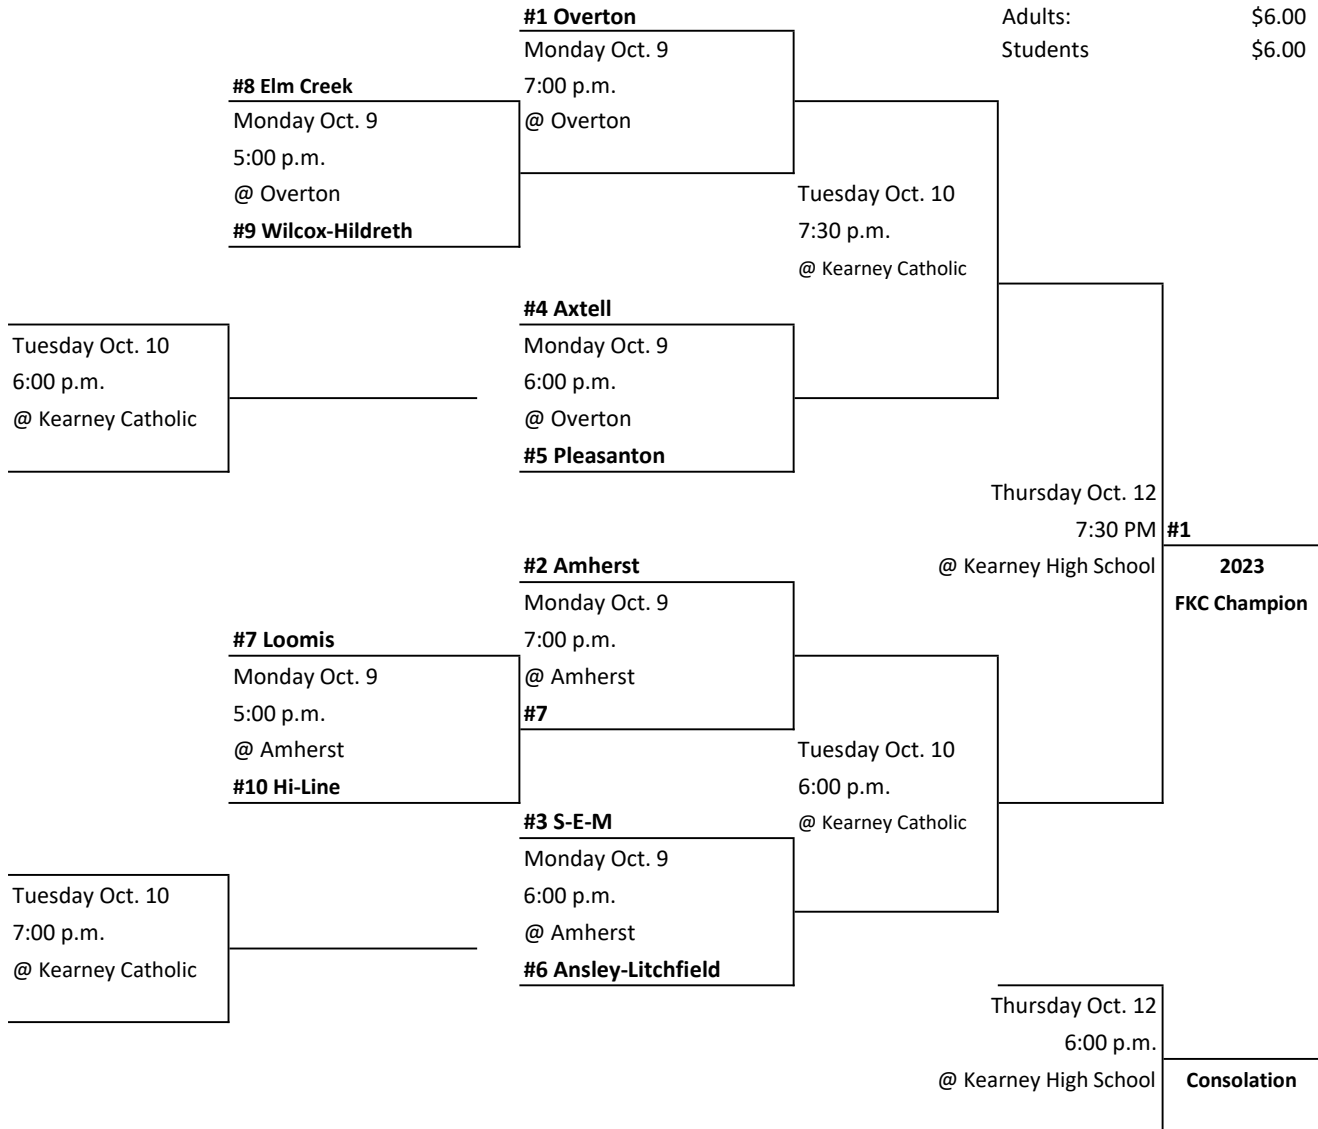 #1 Overton
Adults: $6.00
Monday Oct. 9
Students $6.00
#8 Elm Creek
7:00 p.m.
Monday Oct. 9
@ Overton
5:00 p.m.
@ Overton
Tuesday Oct. 10
#9 Wilcox-Hildreth
7:30 p.m.
@ Kearney Catholic
#4 Axtell
Tuesday Oct. 10
Monday Oct. 9
6:00 p.m.
6:00 p.m.
@ Kearney Catholic
@ Overton
#5 Pleasanton
Thursday Oct. 12
7:30 PM
#1
#2 Amherst
@ Kearney High School
2023
Monday Oct. 9
FKC Champion
#7 Loomis
7:00 p.m.
Monday Oct. 9
@ Amherst
5:00 p.m.
#7
@ Amherst
Tuesday Oct. 10
#10 Hi-Line
6:00 p.m.
#3 S-E-M
@ Kearney Catholic
Monday Oct. 9
Tuesday Oct. 10
6:00 p.m.
7:00 p.m.
@ Amherst
@ Kearney Catholic
#6 Ansley-Litchfield
Thursday Oct. 12
6:00 p.m.
@ Kearney High School
Consolation